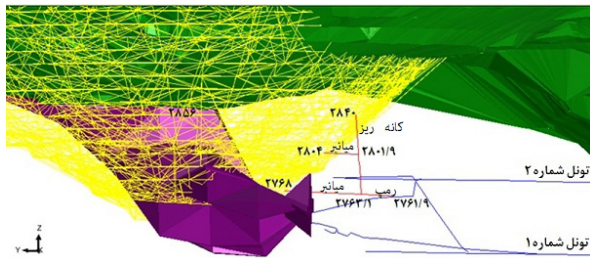 ۲۸۵۶
۲۸۴۰
کانه ریز
۲۸۰۴ میانبر ۲۸۰۱/۹
تونل شماره ۲
۲۷۶۸ میانبر رمپ
۲۷۶۳/۱ ۲۷۶۱/۹
تونل شماره ۱
Z
Y X